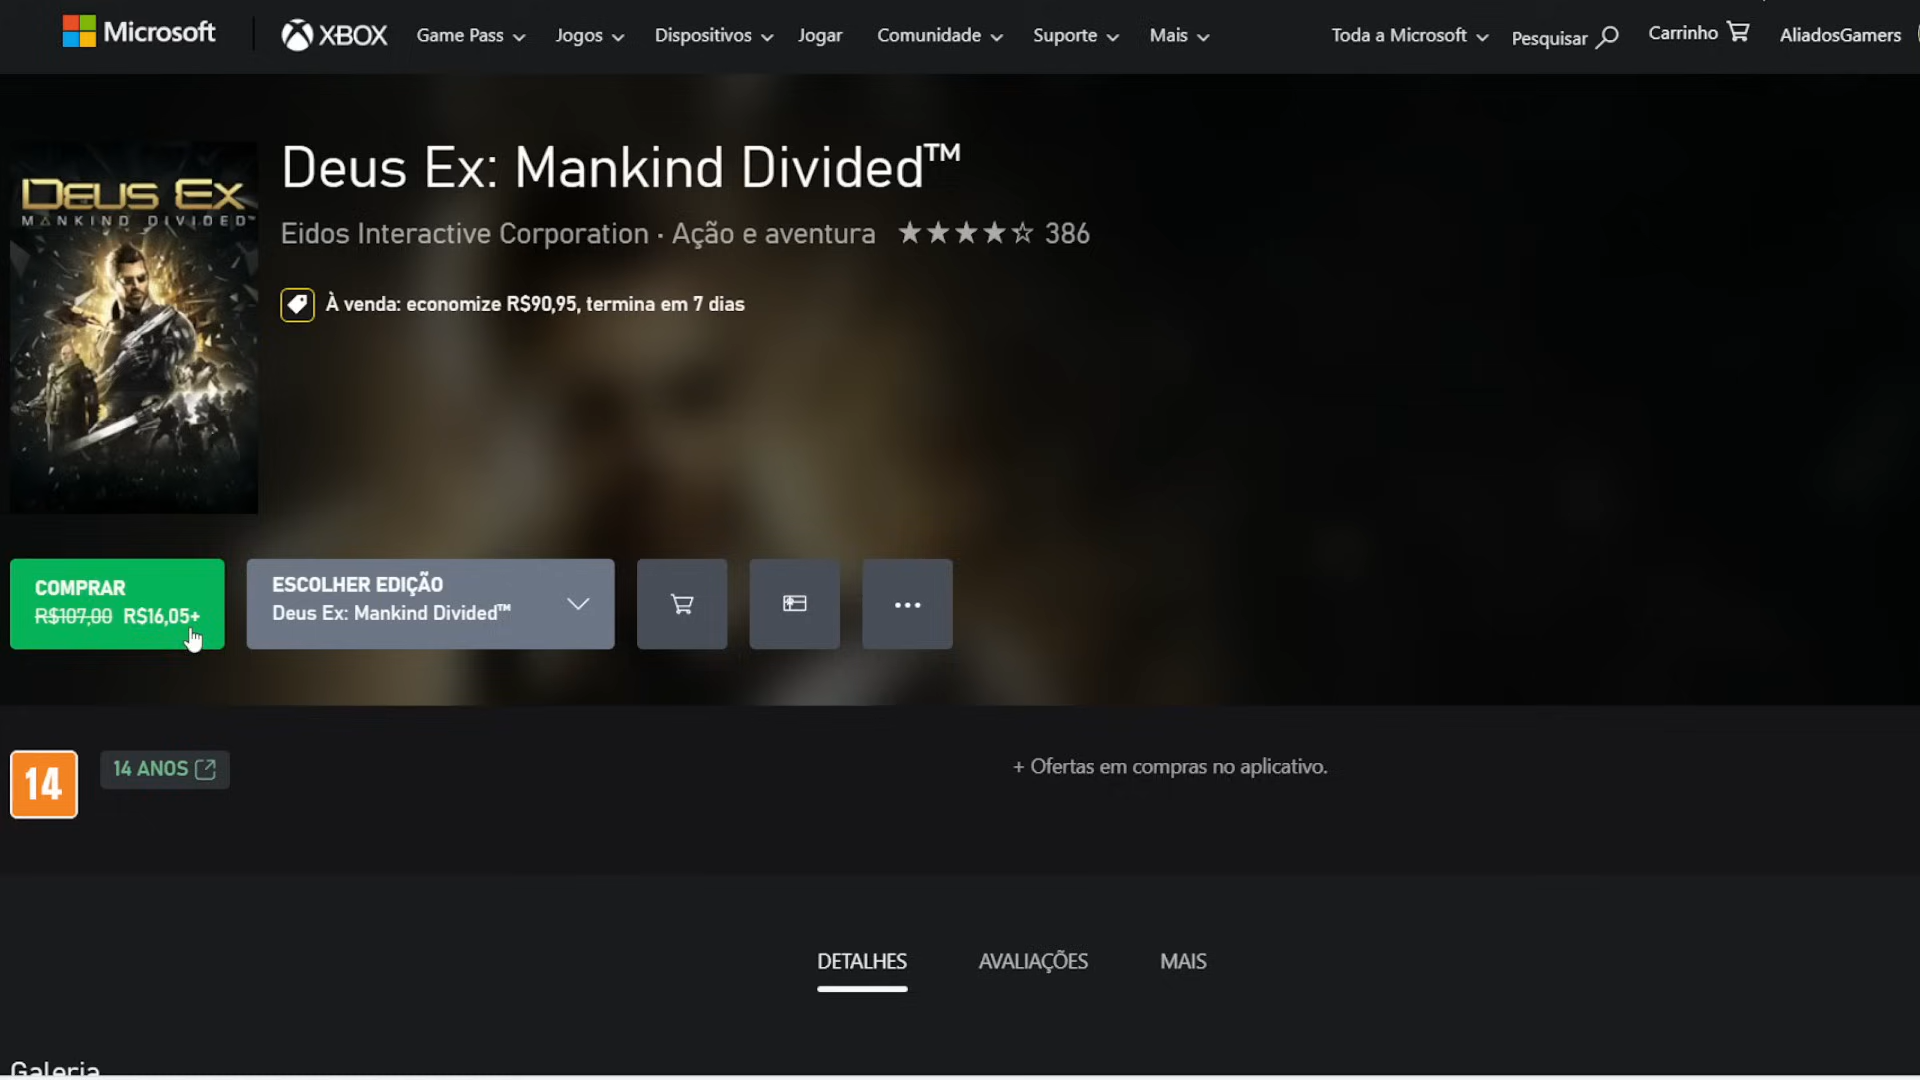 Microsoft
XBOX
Game Pass
Jogos
Dispositivos
Jogar
Comunidade
Suporte
Mais
Toda a Microsoft
Pesquisar
Carrinho
AliadosGamers
DEUS EX
MANKIND DIVIDED™
Deus Ex: Mankind Divided™
Eidos Interactive Corporation · Ação e aventura ★★★★☆ 386
À venda: economize R$90,95, termina em 7 dias
COMPRAR
R$107,00 R$16,05+
ESCOLHER EDIÇÃO
Deus Ex: Mankind Divided™
14
14 ANOS
+ Ofertas em compras no aplicativo.
DETALHES
AVALIAÇÕES
MAIS
Galeria